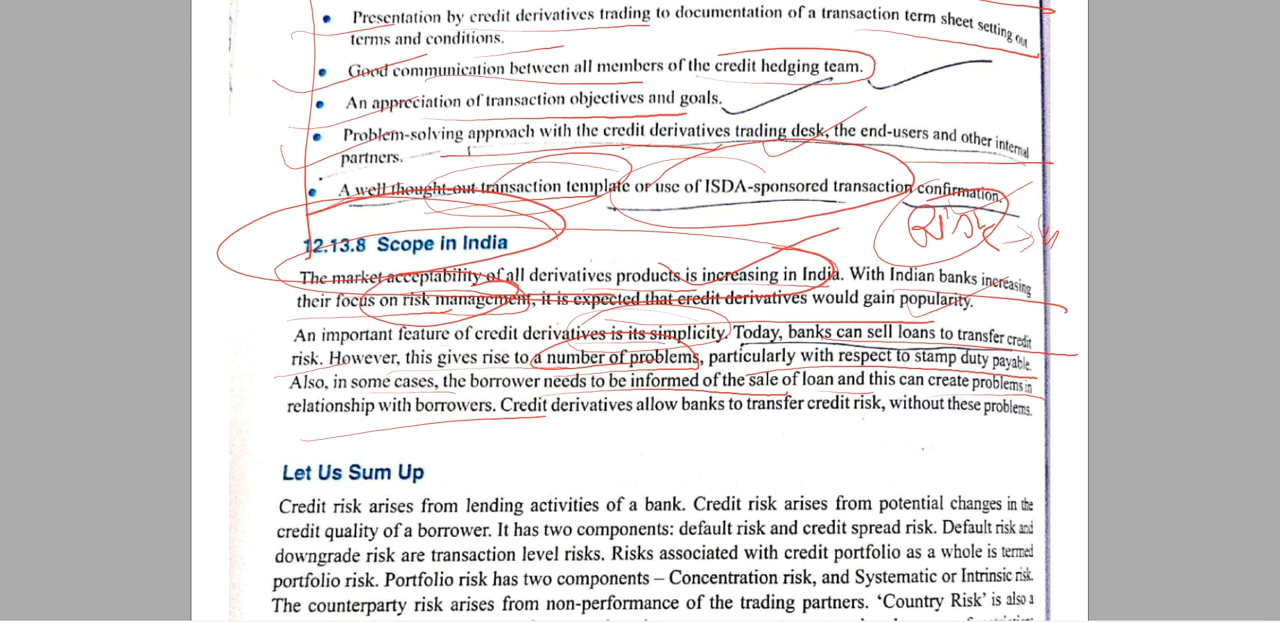 • Presentation by credit derivatives trading to documentation of a transaction term sheet setting out
terms and conditions.
• Good communication between all members of the credit hedging team.
• An appreciation of transaction objectives and goals.
• Problem-solving approach with the credit derivatives trading desk, the end-users and other internal
partners.
• A well thought-out transaction template or use of ISDA-sponsored transaction confirmation.
Risk
12.13.8 Scope in India
The market acceptability of all derivatives products is increasing in India. With Indian banks increasing
their focus on risk management, it is expected that credit derivatives would gain popularity.
An important feature of credit derivatives is its simplicity. Today, banks can sell loans to transfer credit
risk. However, this gives rise to a number of problems, particularly with respect to stamp duty payable.
Also, in some cases, the borrower needs to be informed of the sale of loan and this can create problems in
relationship with borrowers. Credit derivatives allow banks to transfer credit risk, without these problems.
Let Us Sum Up
Credit risk arises from lending activities of a bank. Credit risk arises from potential changes in the
credit quality of a borrower. It has two components: default risk and credit spread risk. Default risk and
downgrade risk are transaction level risks. Risks associated with credit portfolio as a whole is termed
portfolio risk. Portfolio risk has two components – Concentration risk, and Systematic or Intrinsic risk.
The counterparty risk arises from non-performance of the trading partners. ‘Country Risk’ is also a